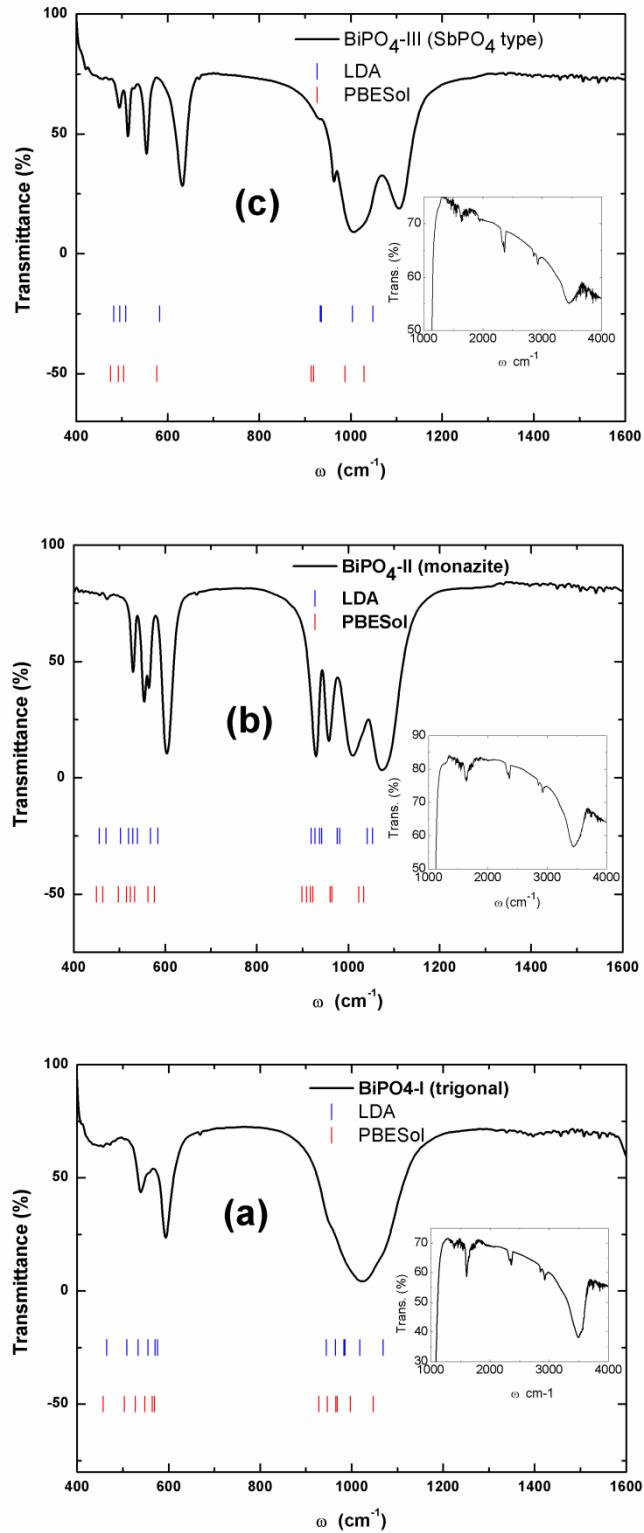 BiPO4-III (SbPO4 type)
LDA
PBESol
(c)
Transmittance (%)
100
50
0
-50
400 600 800 1000 1200 1400 1600
ω (cm-1)
Trans. (%)
70
60
50
1000 2000 3000 4000
ω cm-1
BiPO4-II (monazite)
LDA
PBESol
(b)
Transmittance (%)
100
50
0
-50
400 600 800 1000 1200 1400 1600
ω (cm-1)
Trans. (%)
90
80
70
60
50
1000 2000 3000 4000
ω (cm-1)
BiPO4-I (trigonal)
LDA
PBESol
(a)
Transmittance (%)
100
50
0
-50
400 600 800 1000 1200 1400 1600
ω (cm-1)
Trans. (%)
70
60
50
40
30
1000 2000 3000 4000
ω cm-1